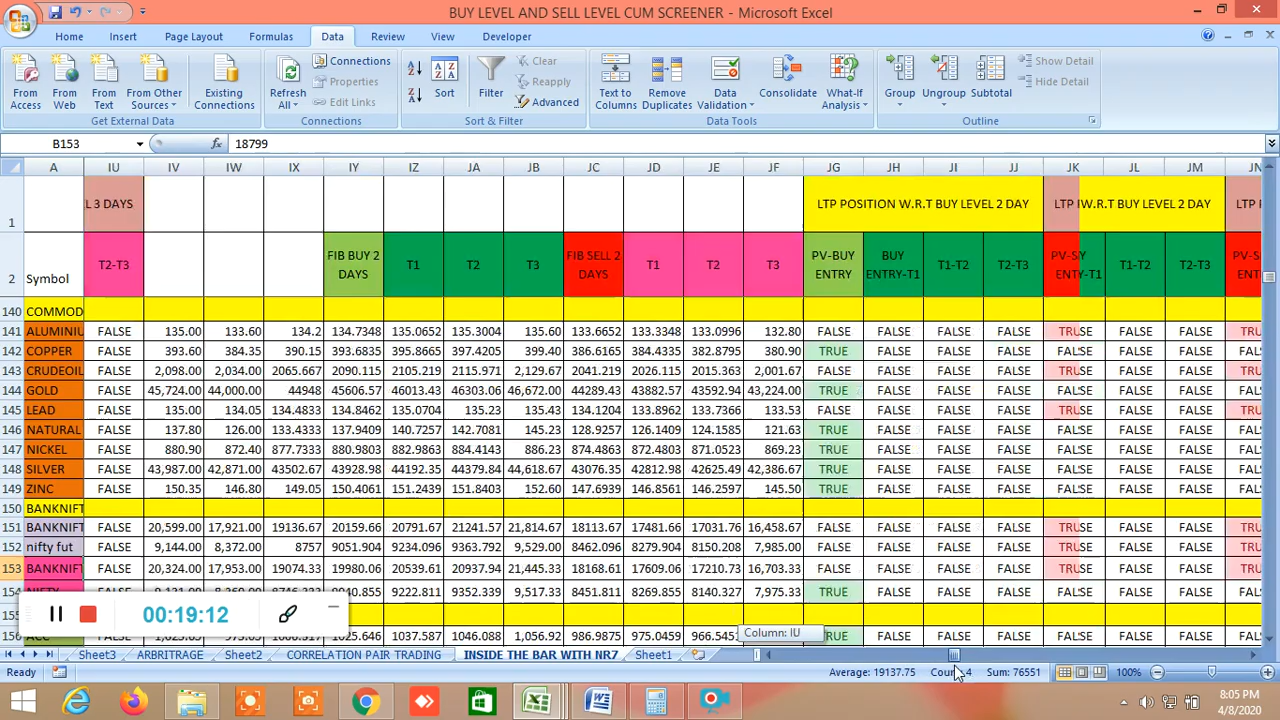 BUY LEVEL AND SELL LEVEL CUM SCREENER - Microsoft Excel
Home Insert Page Layout Formulas Data Review View Developer
From Access From Web From Text From Other Sources Existing Connections Refresh All Connections Properties Edit Links Sort Filter Clear Reapply Advanced Text to Columns Remove Duplicates Data Validation Consolidate What-If Analysis Group Ungroup Subtotal Show Detail Hide Detail
Get External Data Connections Sort & Filter Data Tools Outline
B153 fx 18799
A IU IV IW IX IY IZ JA JB JC JD JE JF JG JH JI JJ JK JL JM JN
1 L 3 DAYS LTP POSITION W.R.T BUY LEVEL 2 DAY LTP W.R.T BUY LEVEL 2 DAY LTP
2 Symbol T2-T3 FIB BUY 2 DAYS T1 T2 T3 FIB SELL 2 DAYS T1 T2 T3 PV-BUY ENTRY BUY ENTRY-T1 T1-T2 T2-T3 T1-T2 T2-T3
140 COMMOD
141 ALUMINIU FALSE 135.00 133.60 134.2 134.7348 135.0652 135.3004 135.60 133.6652 133.3348 133.0996 132.80 FALSE FALSE FALSE FALSE FALSE FALSE
142 COPPER FALSE 393.60 384.35 390.15 393.6835 395.8665 397.4205 399.40 386.6165 384.4335 382.8795 380.90 TRUE FALSE FALSE FALSE FALSE FALSE FALSE
143 CRUDEOIL FALSE 2,098.00 2,034.00 2065.667 2090.115 2105.219 2115.971 2,129.67 2041.219 2026.115 2015.363 2,001.67 FALSE FALSE FALSE FALSE FALSE FALSE
144 GOLD FALSE 45,724.00 44,000.00 44948 45606.57 46013.43 46303.06 46,672.00 44289.43 43882.57 43592.94 43,224.00 TRUE FALSE FALSE FALSE FALSE FALSE FALSE
145 LEAD FALSE 135.00 134.05 134.4833 134.8462 135.0704 135.23 135.43 134.1204 133.8962 133.7366 133.53 FALSE FALSE FALSE FALSE FALSE FALSE
146 NATURAL FALSE 137.80 126.00 133.4333 137.9409 140.7257 142.7081 145.23 128.9257 126.1409 124.1585 121.63 TRUE FALSE FALSE FALSE FALSE FALSE FALSE
147 NICKEL FALSE 890.00 872.40 877.7333 880.9803 882.9863 884.4143 886.23 874.4863 872.4803 871.0523 869.23 TRUE FALSE FALSE FALSE FALSE FALSE FALSE
148 SILVER FALSE 43,987.00 42,871.00 43502.67 43928.98 44192.35 44379.84 44,618.67 43076.35 42812.98 42625.49 42,386.67 TRUE FALSE FALSE FALSE FALSE FALSE FALSE
149 ZINC FALSE 150.35 146.80 149.05 150.4061 151.2439 151.8403 152.60 147.6939 146.8561 146.2597 145.50 TRUE FALSE FALSE FALSE FALSE FALSE FALSE
150 BANKNIFT
151 BANKNIFT FALSE 20,599.00 17,921.00 19136.67 20159.66 20791.67 21241.57 21,814.67 18113.67 17481.66 17031.76 16,458.67 FALSE FALSE FALSE FALSE FALSE FALSE
152 nifty fut FALSE 9,144.00 8,372.00 8757 9051.904 9234.096 9363.792 9,529.00 8462.096 8279.904 8150.208 7,985.00 FALSE FALSE FALSE FALSE FALSE FALSE
153 BANKNIFT FALSE 20,324.00 17,953.00 19074.33 19980.06 20539.61 20937.94 21,445.33 18168.61 17609.06 17210.73 16,703.33 FALSE FALSE FALSE FALSE FALSE FALSE
154 9222.811 9352.339 9,517.33 8451.811 8269.855 8140.327 7,975.33 TRUE FALSE FALSE FALSE FALSE FALSE FALSE
00:19:12
Column: IU
156 1037.587 1046.088 1,056.92 986.9875 975.0459 FALSE FALSE FALSE FALSE FALSE FALSE
Sheet3 ARBITRAGE Sheet2 CORRELATION PAIR TRADING INSIDE THE BAR WITH NR7 Sheet1
Ready Average: 19137.75 Sum: 76551 100%
8:05 PM
4/8/2020